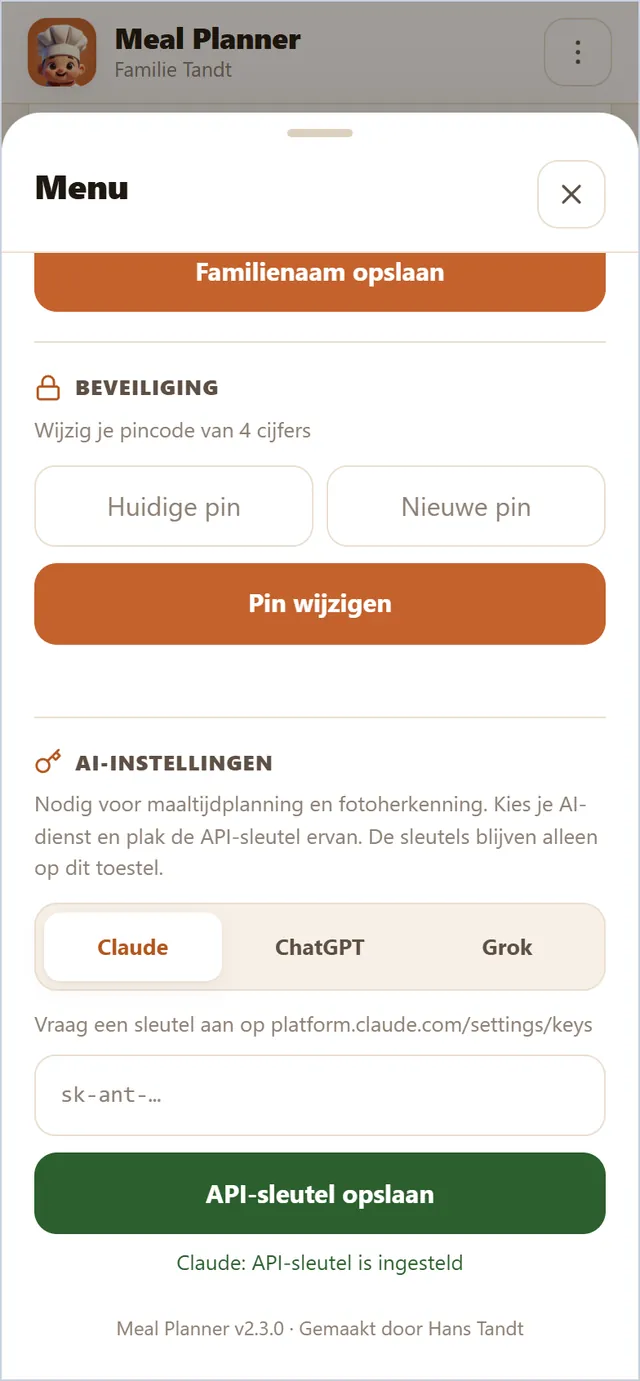 Meal Planner
Familie Tandt
Menu
Familienaam opslaan
BEVEILIGING
Wijzig je pincode van 4 cijfers
Huidige pin
Nieuwe pin
Pin wijzigen
AI-INSTELLINGEN
Nodig voor maaltijdplanning en fotoherkenning. Kies je AI-
dienst en plak de API-sleutel ervan. De sleutels blijven alleen
op dit toestel.
Claude
ChatGPT
Grok
Vraag een sleutel aan op platform.claude.com/settings/keys
sk-ant-…
API-sleutel opslaan
Claude: API-sleutel is ingesteld
Meal Planner v2.3.0 · Gemaakt door Hans Tandt